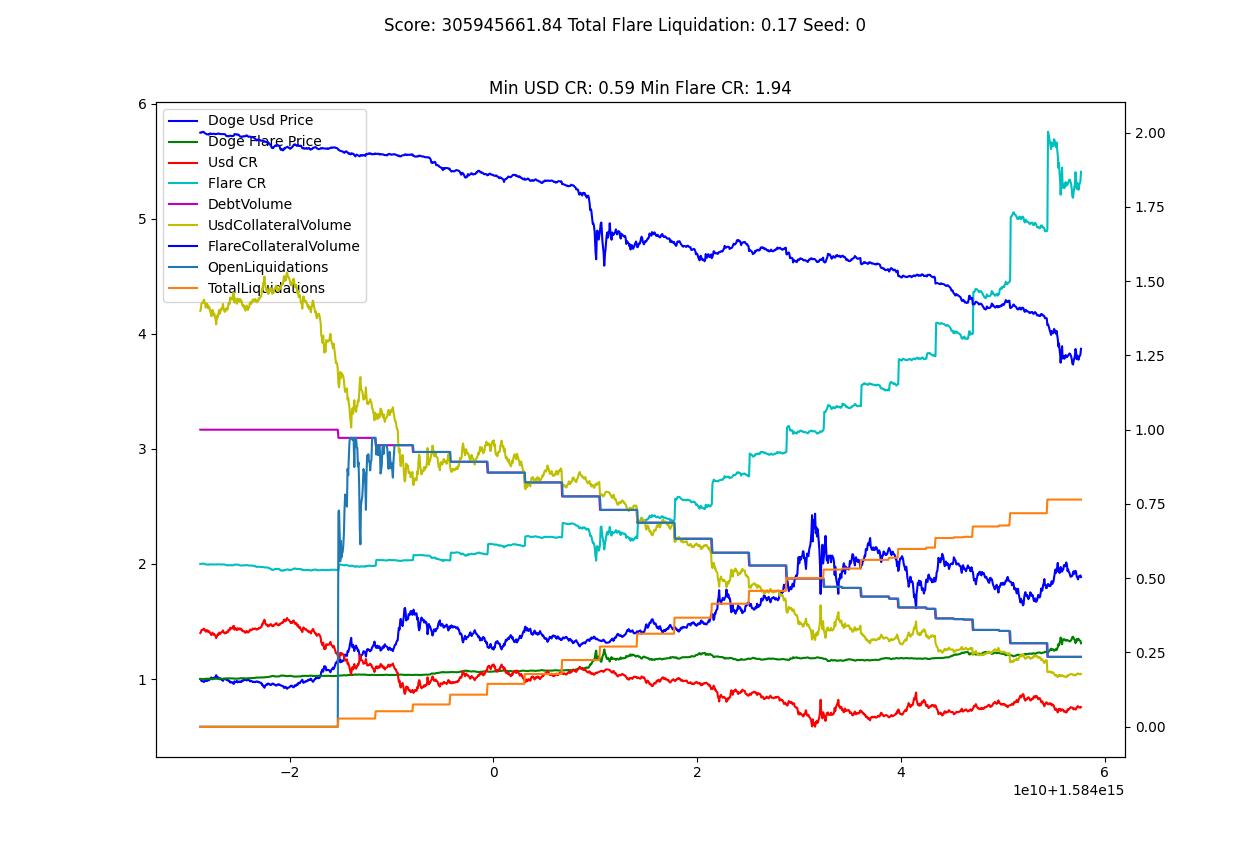 Score: 305945661.84 Total Flare Liquidation: 0.17 Seed: 0
Min USD CR: 0.59 Min Flare CR: 1.94
Doge Usd Price
Doge Flare Price
Usd CR
Flare CR
DebtVolume
UsdCollateralVolume
FlareCollateralVolume
OpenLiquidations
TotalLiquidations
6
5
4
3
2
1
2.00
1.75
1.50
1.25
1.00
0.75
0.50
0.25
0.00
−2
0
2
4
6
1e10+1.584e15